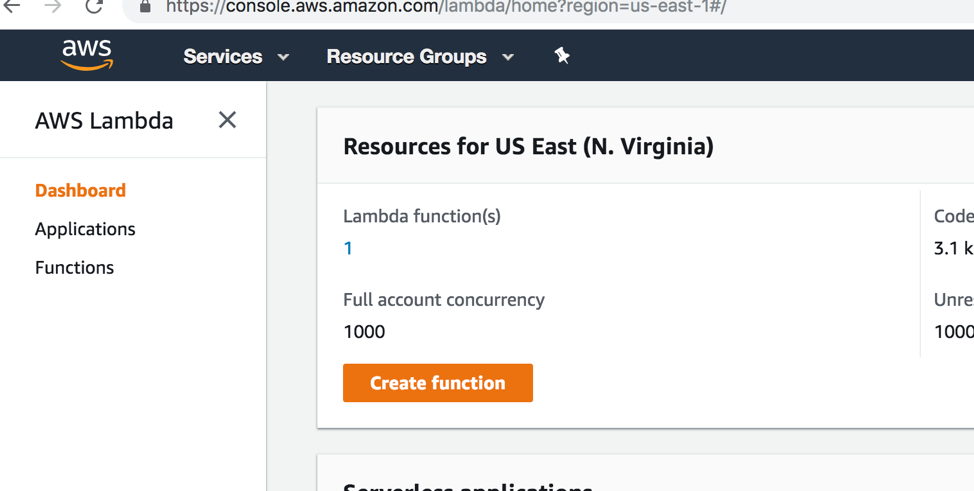 https://console.aws.amazon.com/lambda/home?region=us-east-1#/
aws
Services
Resource Groups
AWS Lambda
Dashboard
Applications
Functions
Resources for US East (N. Virginia)
Lambda function(s)
1
Code
3.1 k
Full account concurrency
1000
Unre
1000
Create function
Serverless applications